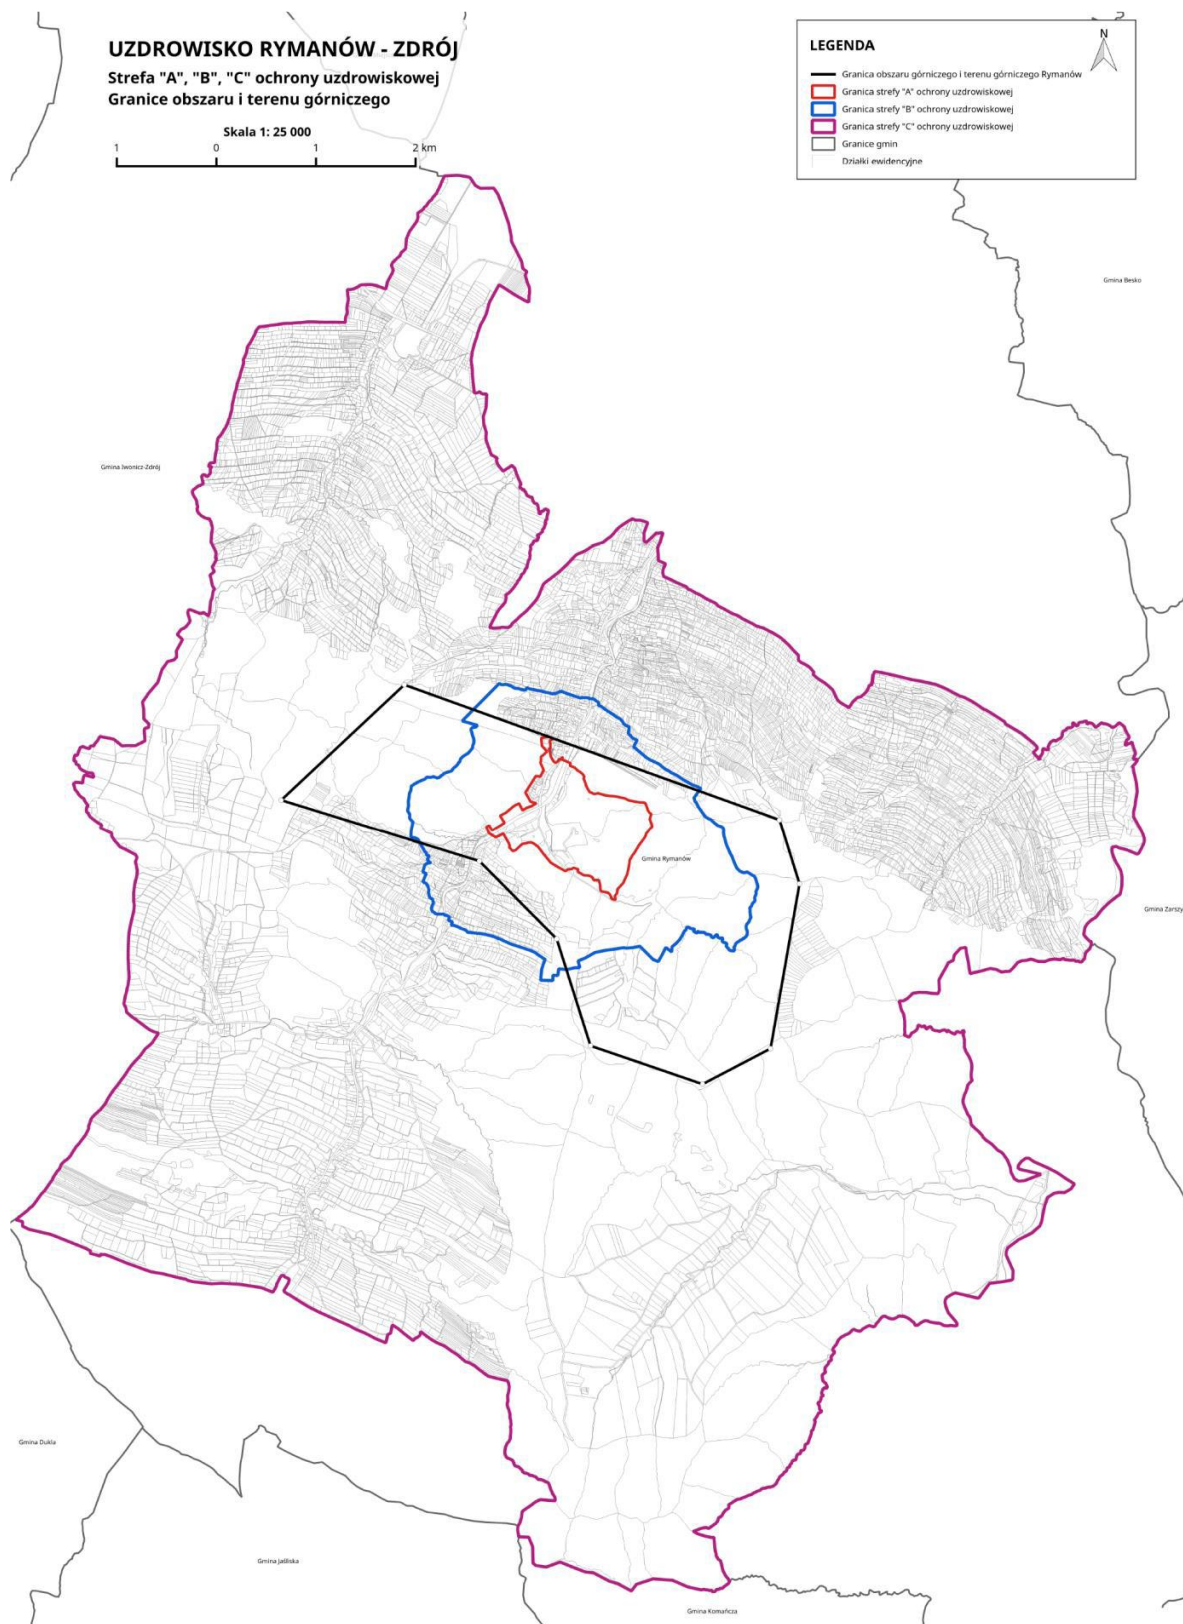 UZDROWISKO RYMANÓW - ZDRÓJ
Strefa "A", "B", "C" ochrony uzdrowiskowej
Granice obszaru i terenu górniczego
Skala 1: 25 000
1 0 1 2 km
LEGENDA
N
Granica obszaru górniczego i terenu górniczego Rymanów
Granica strefy "A" ochrony uzdrowiskowej
Granica strefy "B" ochrony uzdrowiskowej
Granica strefy "C" ochrony uzdrowiskowej
Granice gmin
Działki ewidencyjne
Gmina Besko
Gmina Iwonicz-Zdrój
Gmina Rymanów
Gmina Zarszy
Gmina Dukla
Gmina Jaśliska
Gmina Komańcza